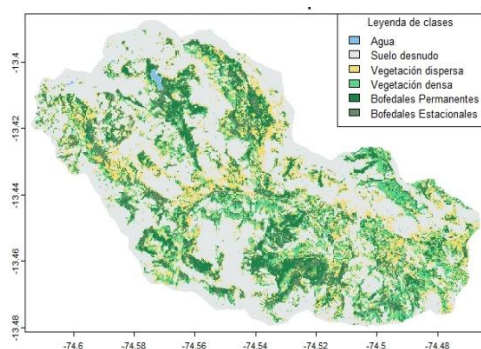 Leyenda de clases
Agua
Suelo desnudo
Vegetación dispersa
Vegetación densa
Bofedales Permanentes
Bofedales Estacionales
-13.4
-13.42
-13.44
-13.46
-13.48
-74.6
-74.58
-74.56
-74.54
-74.52
-74.5
-74.48